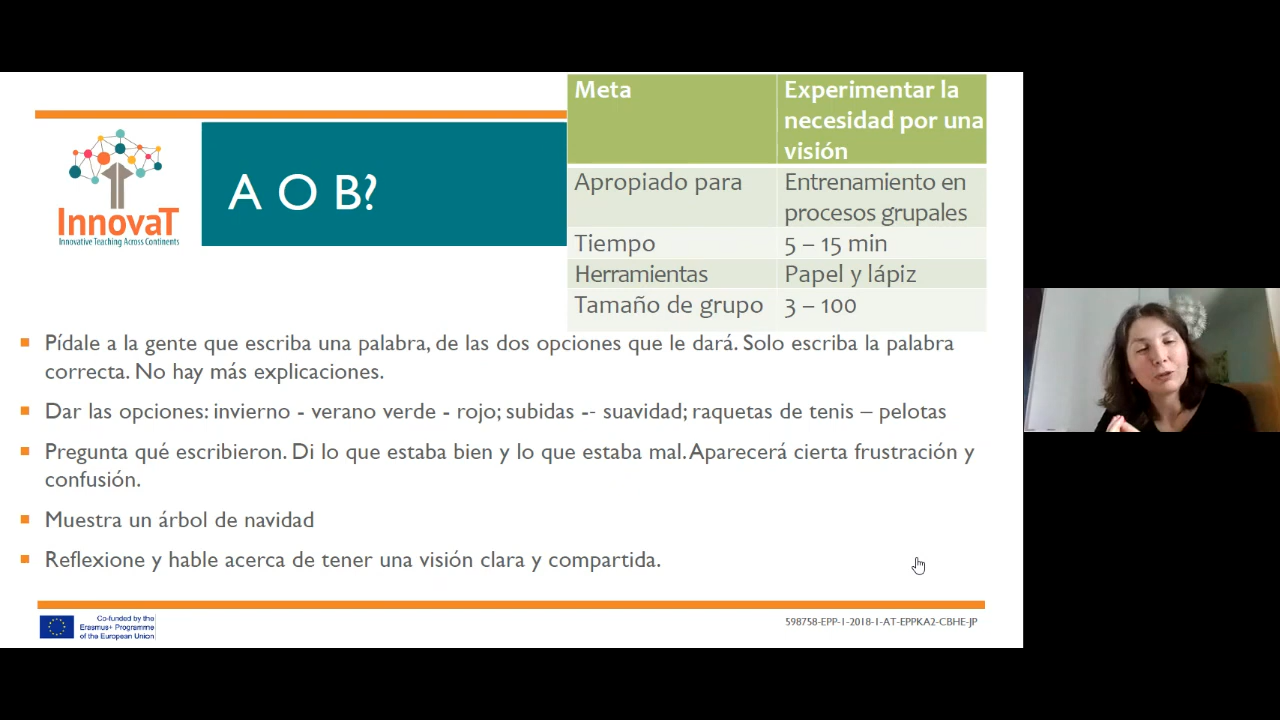 InnovaT
Innovative Teaching Across Continents
A O B?
Meta
Experimentar la
necesidad por una
visión
Apropiado para
Entrenamiento en
procesos grupales
Tiempo
5 – 15 min
Herramientas
Papel y lápiz
Tamaño de grupo
3 – 100
Pídale a la gente que escriba una palabra, de las dos opciones que le dará. Solo escriba la palabra
correcta. No hay más explicaciones.
Dar las opciones: invierno - verano verde - rojo; subidas -- suavidad; raquetas de tenis – pelotas
Pregunta qué escribieron. Di lo que estaba bien y lo que estaba mal. Aparecerá cierta frustración y
confusión.
Muestra un árbol de navidad
Reflexione y hable acerca de tener una visión clara y compartida.
Co-funded by the
Erasmus+ Programme
of the European Union
598758-EPP-1-2018-1-AT-EPPKA2-CBHE-JP